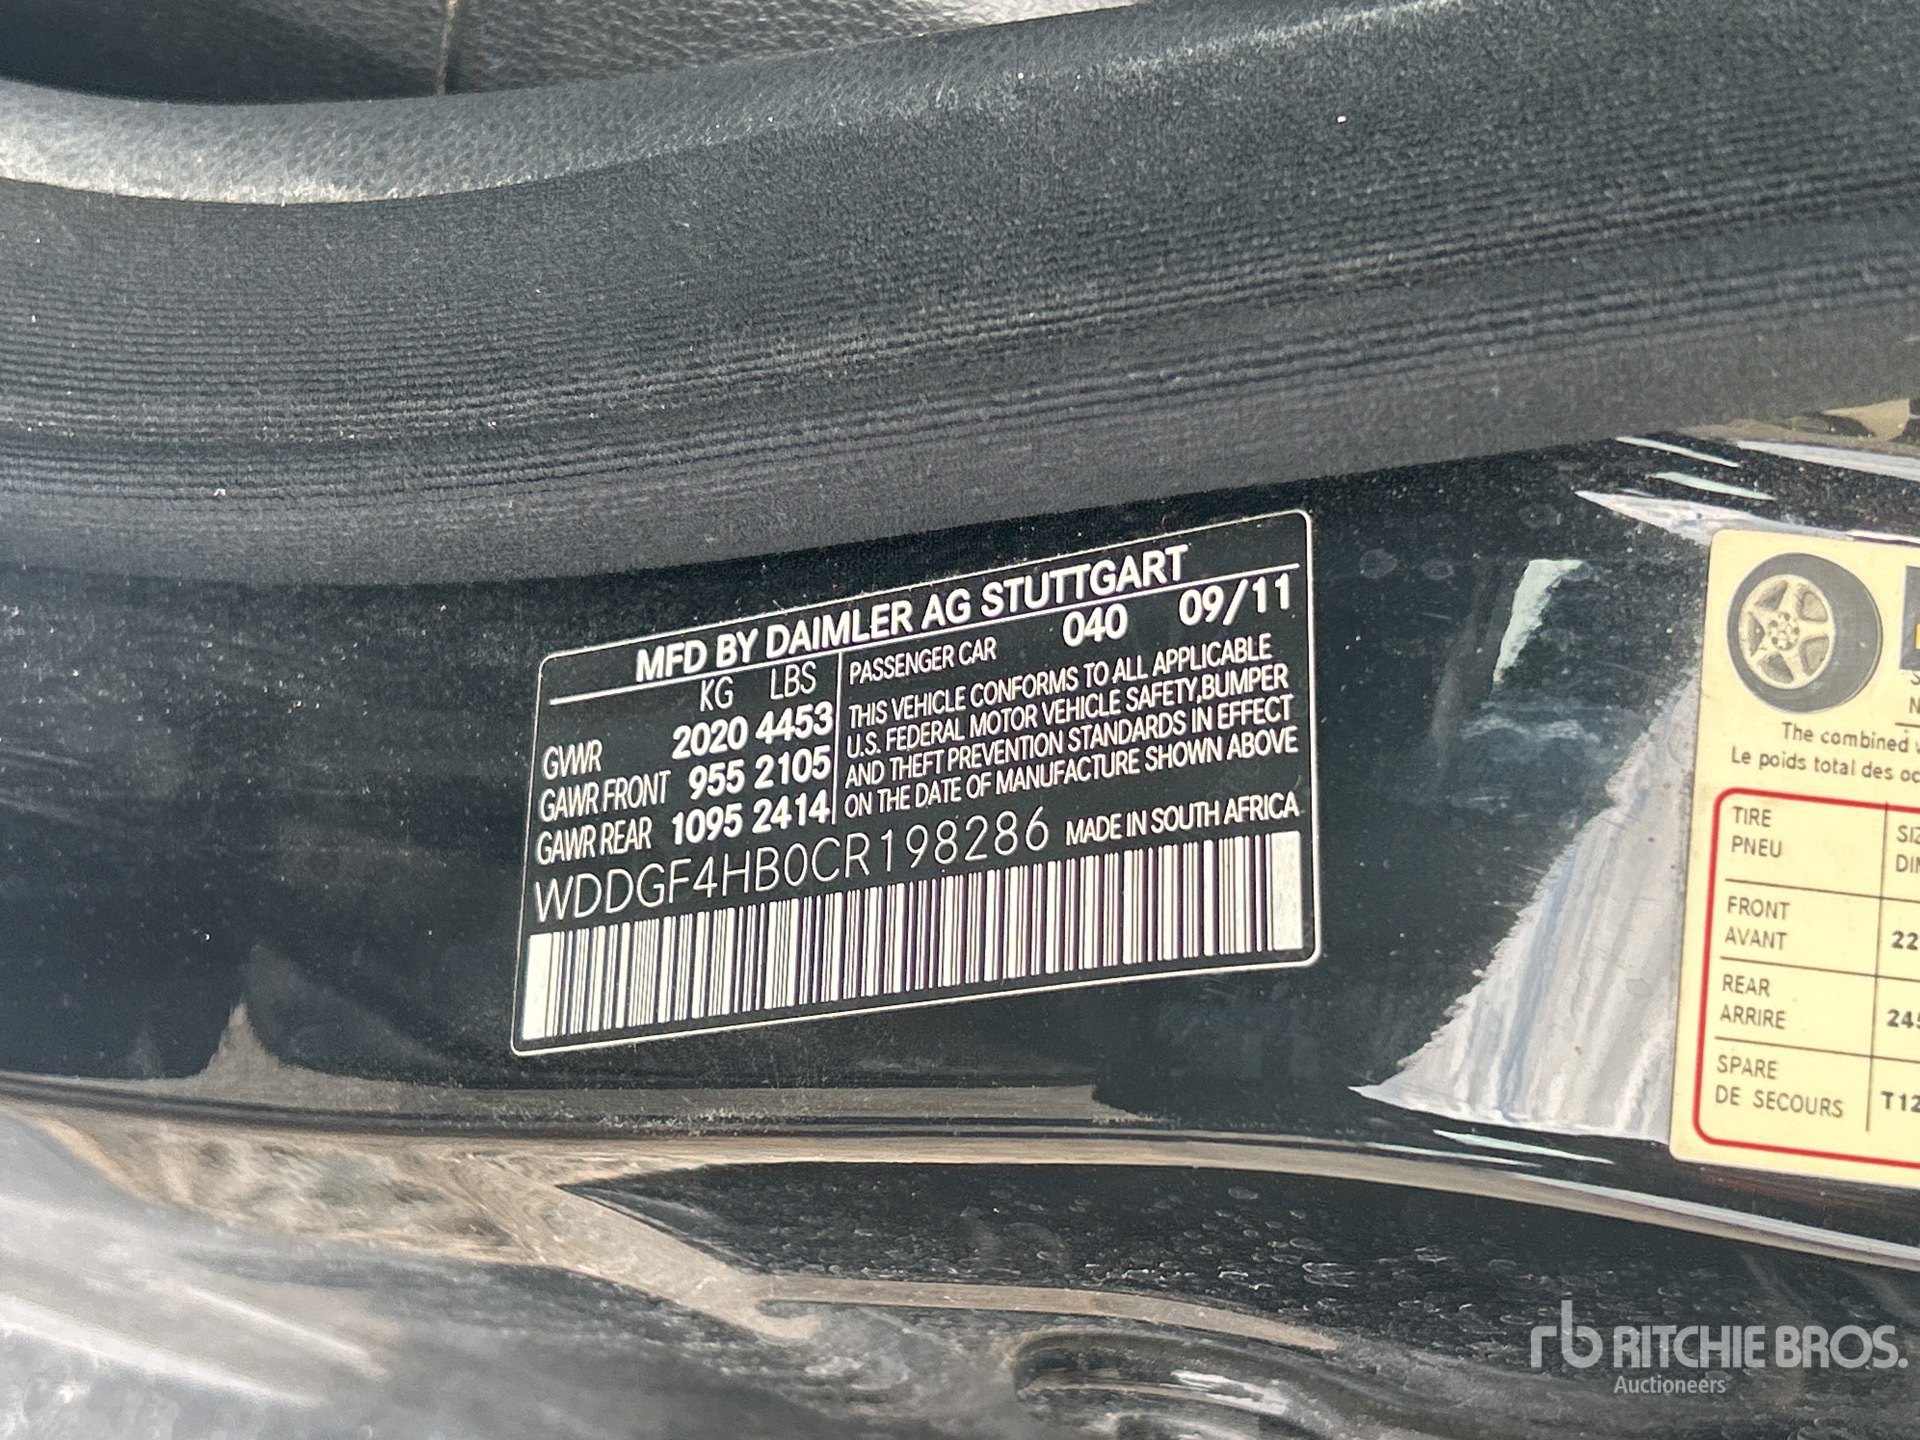 MFD BY DAIMLER AG STUTTGART
KG LBS
GVWR 2020 4453
GAWR FRONT 955 2105
GAWR REAR 1095 2414
PASSENGER CAR 040 09/11
THIS VEHICLE CONFORMS TO ALL APPLICABLE
U.S. FEDERAL MOTOR VEHICLE SAFETY, BUMPER
AND THEFT PREVENTION STANDARDS IN EFFECT
ON THE DATE OF MANUFACTURE SHOWN ABOVE
WDDGF4HB0CR198286 MADE IN SOUTH AFRICA
The combined
Le poids total des
TIRE
PNEU
FRONT
AVANT
REAR
ARRIRE
SPARE
DE SECOURS
rb RITCHIE BROS.
Auctioneers